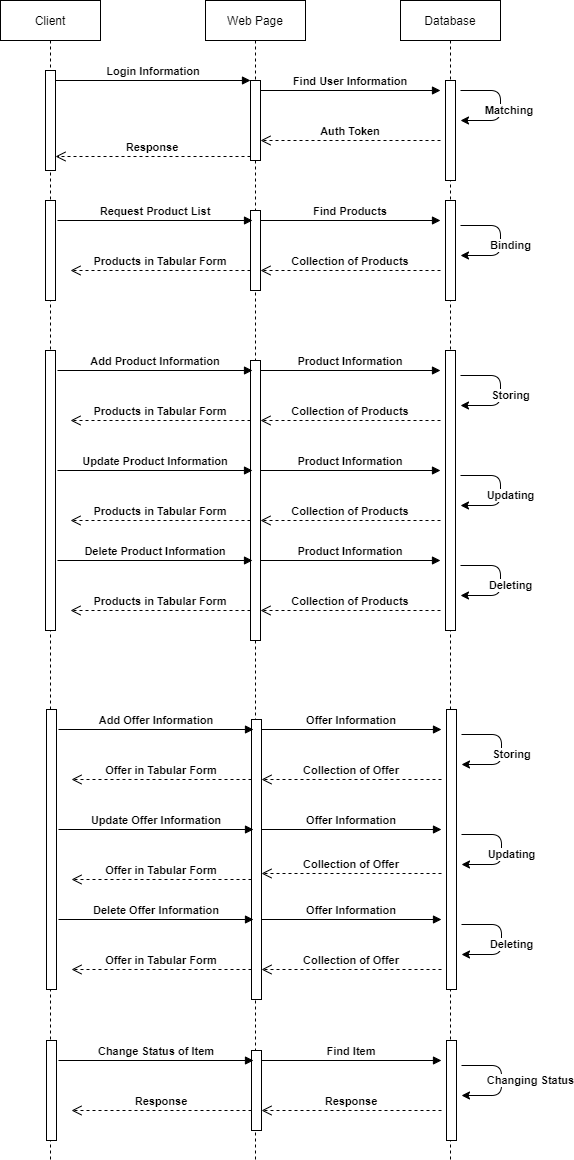 Client
Web Page
Database
Login Information
Find User Information
Matching
Auth Token
Response
Request Product List
Find Products
Binding
Products in Tabular Form
Collection of Products
Add Product Information
Product Information
Storing
Products in Tabular Form
Collection of Products
Update Product Information
Product Information
Updating
Products in Tabular Form
Collection of Products
Delete Product Information
Product Information
Deleting
Products in Tabular Form
Collection of Products
Add Offer Information
Offer Information
Storing
Offer in Tabular Form
Collection of Offer
Update Offer Information
Offer Information
Updating
Offer in Tabular Form
Collection of Offer
Delete Offer Information
Offer Information
Deleting
Offer in Tabular Form
Collection of Offer
Change Status of Item
Find Item
Changing Status
Response
Response